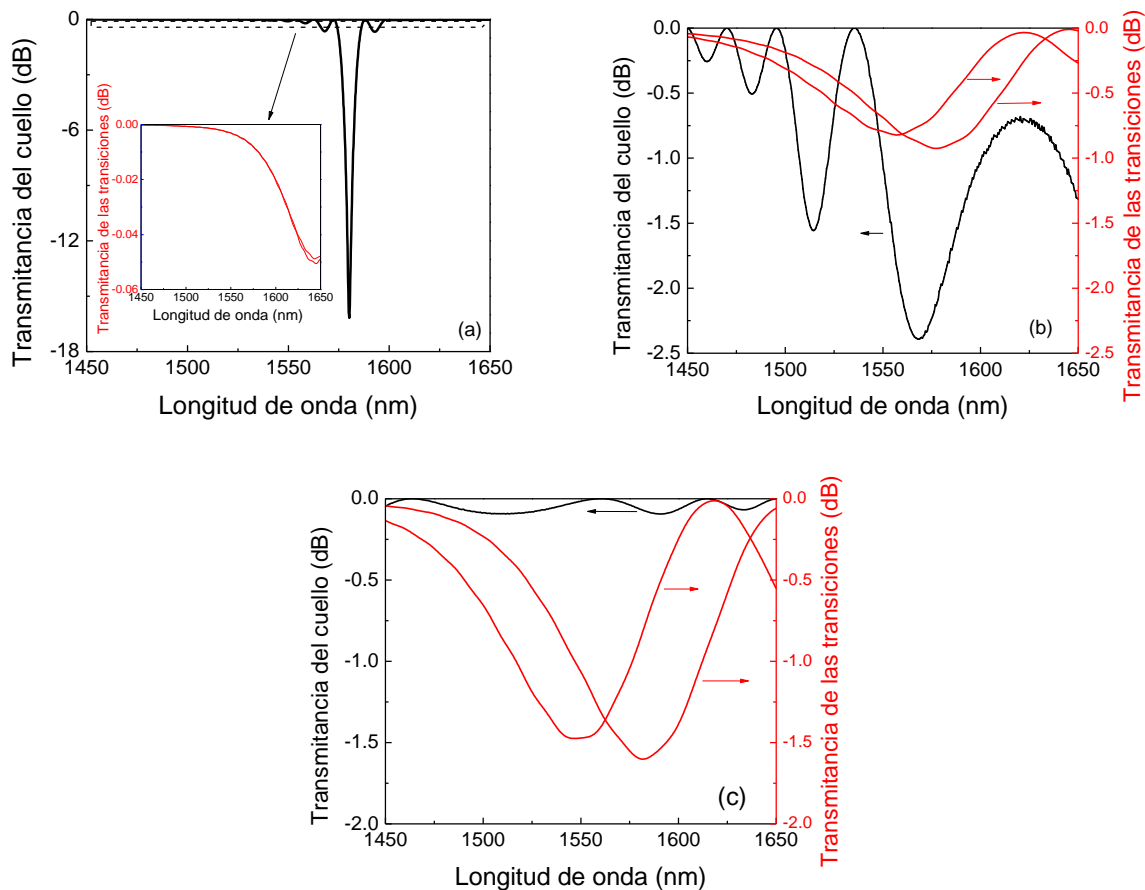 0
-6
-12
-18
Transmitancia del cuello (dB)
0.00
-0.02
-0.04
-0.06
Transmitancia de las transiciones (dB)
1450 1500 1550 1600 1650
Longitud de onda (nm)
(a)
1450 1500 1550 1600 1650
Longitud de onda (nm)
0.0
-0.5
-1.0
-1.5
-2.0
-2.5
Transmitancia del cuello (dB)
(b)
1450 1500 1550 1600 1650
Longitud de onda (nm)
0.0
-0.5
-1.0
-1.5
-2.0
-2.5
Transmitancia de las transiciones (dB)
0.0
-0.5
-1.0
-1.5
-2.0
Transmitancia del cuello (dB)
(c)
1450 1500 1550 1600 1650
Longitud de onda (nm)
0.0
-0.5
-1.0
-1.5
-2.0
Transmitancia de las transiciones (dB)